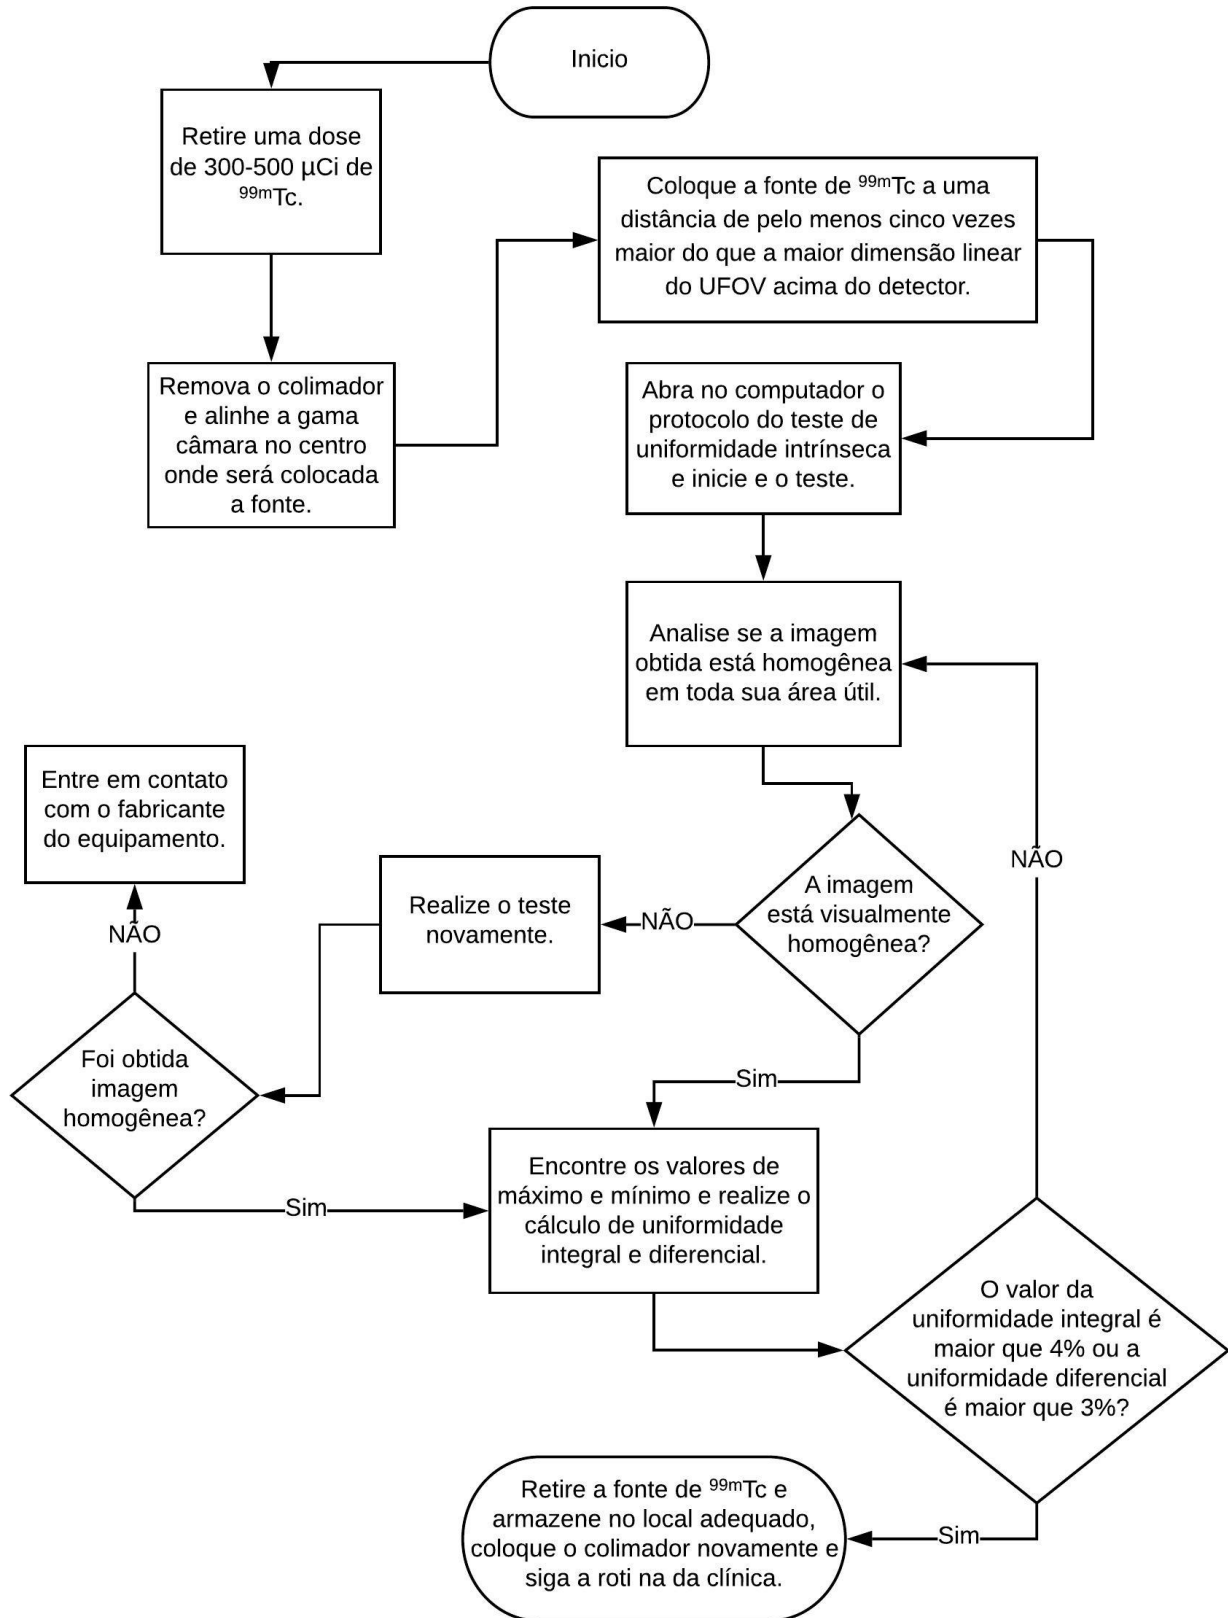 Inicio
Retire uma dose
de 300-500 µCi de
⁹⁹ᵐTc.
Remova o colimador
e alinhe a gama
câmara no centro
onde será colocada
a fonte.
Coloque a fonte de ⁹⁹ᵐTc a uma
distância de pelo menos cinco vezes
maior do que a maior dimensão linear
do UFOV acima do detector.
Abra no computador o
protocolo do teste de
uniformidade intrínseca
e inicie e o teste.
Analise se a imagem
obtida está homogênea
em toda sua área útil.
A imagem
está visualmente
homogênea?
NÃO
Realize o teste
novamente.
Foi obtida
imagem
homogênea?
NÃO
Entre em contato
com o fabricante
do equipamento.
Sim
Sim
Encontre os valores de
máximo e mínimo e realize o
cálculo de uniformidade
integral e diferencial.
O valor da
uniformidade integral é
maior que 4% ou a
uniformidade diferencial
é maior que 3%?
NÃO
Sim
Retire a fonte de ⁹⁹ᵐTc e
armazene no local adequado,
coloque o colimador novamente e
siga a roti na da clínica.